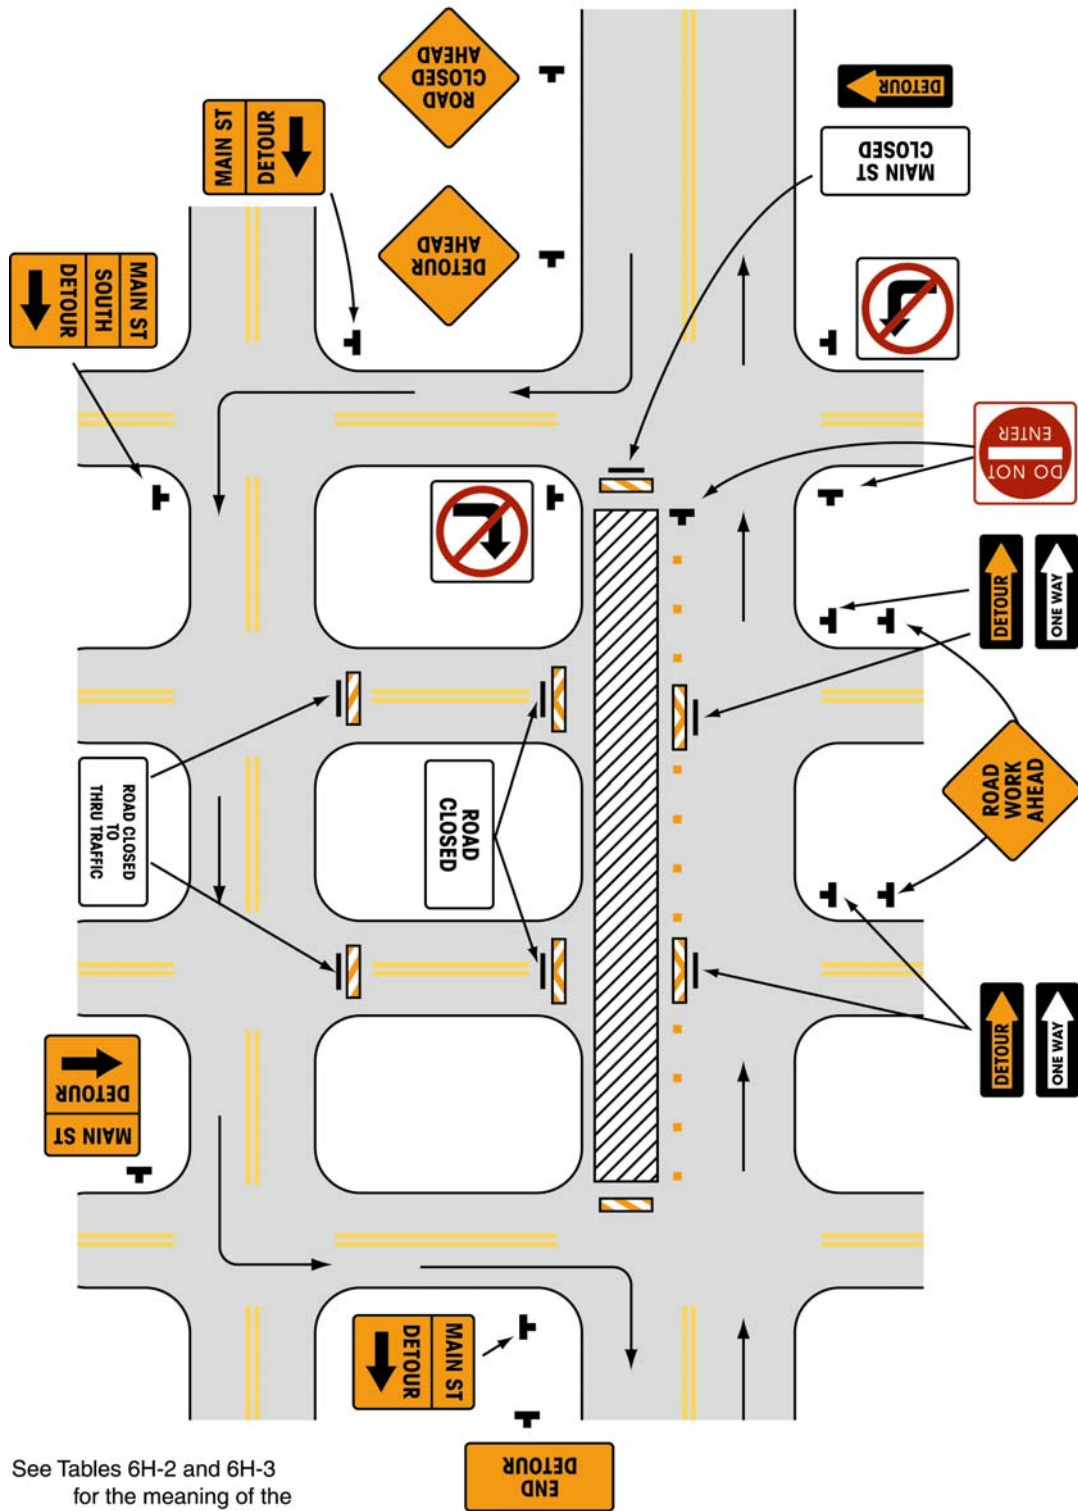 ROAD
CLOSED
AHEAD
DETOUR
MAIN ST
CLOSED
MAIN ST
DETOUR
DETOUR
AHEAD
MAIN ST
SOUTH
DETOUR
DO NOT
ENTER
DETOUR
ONE WAY
ROAD CLOSED
TO
THRU TRAFFIC
ROAD
CLOSED
ROAD
WORK
AHEAD
DETOUR
ONE WAY
MAIN ST
DETOUR
MAIN ST
DETOUR
END
DETOUR
See Tables 6H-2 and 6H-3
for the meaning of the